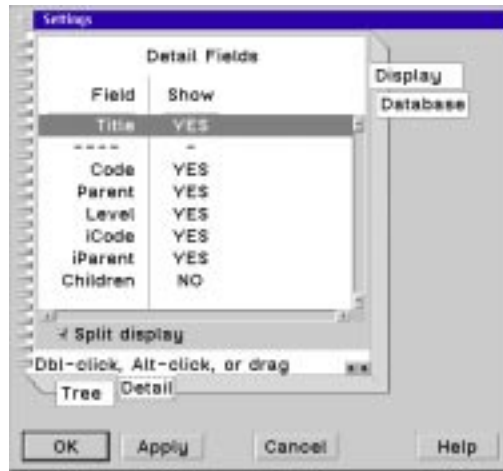 Settings
Detail Fields
Field Show
Title YES
---- -
Code YES
Parent YES
Level YES
iCode YES
iParent YES
Children NO
Split display
Dbl-click, Alt-click, or drag
Display
Database
Tree Detail
OK Apply Cancel Help